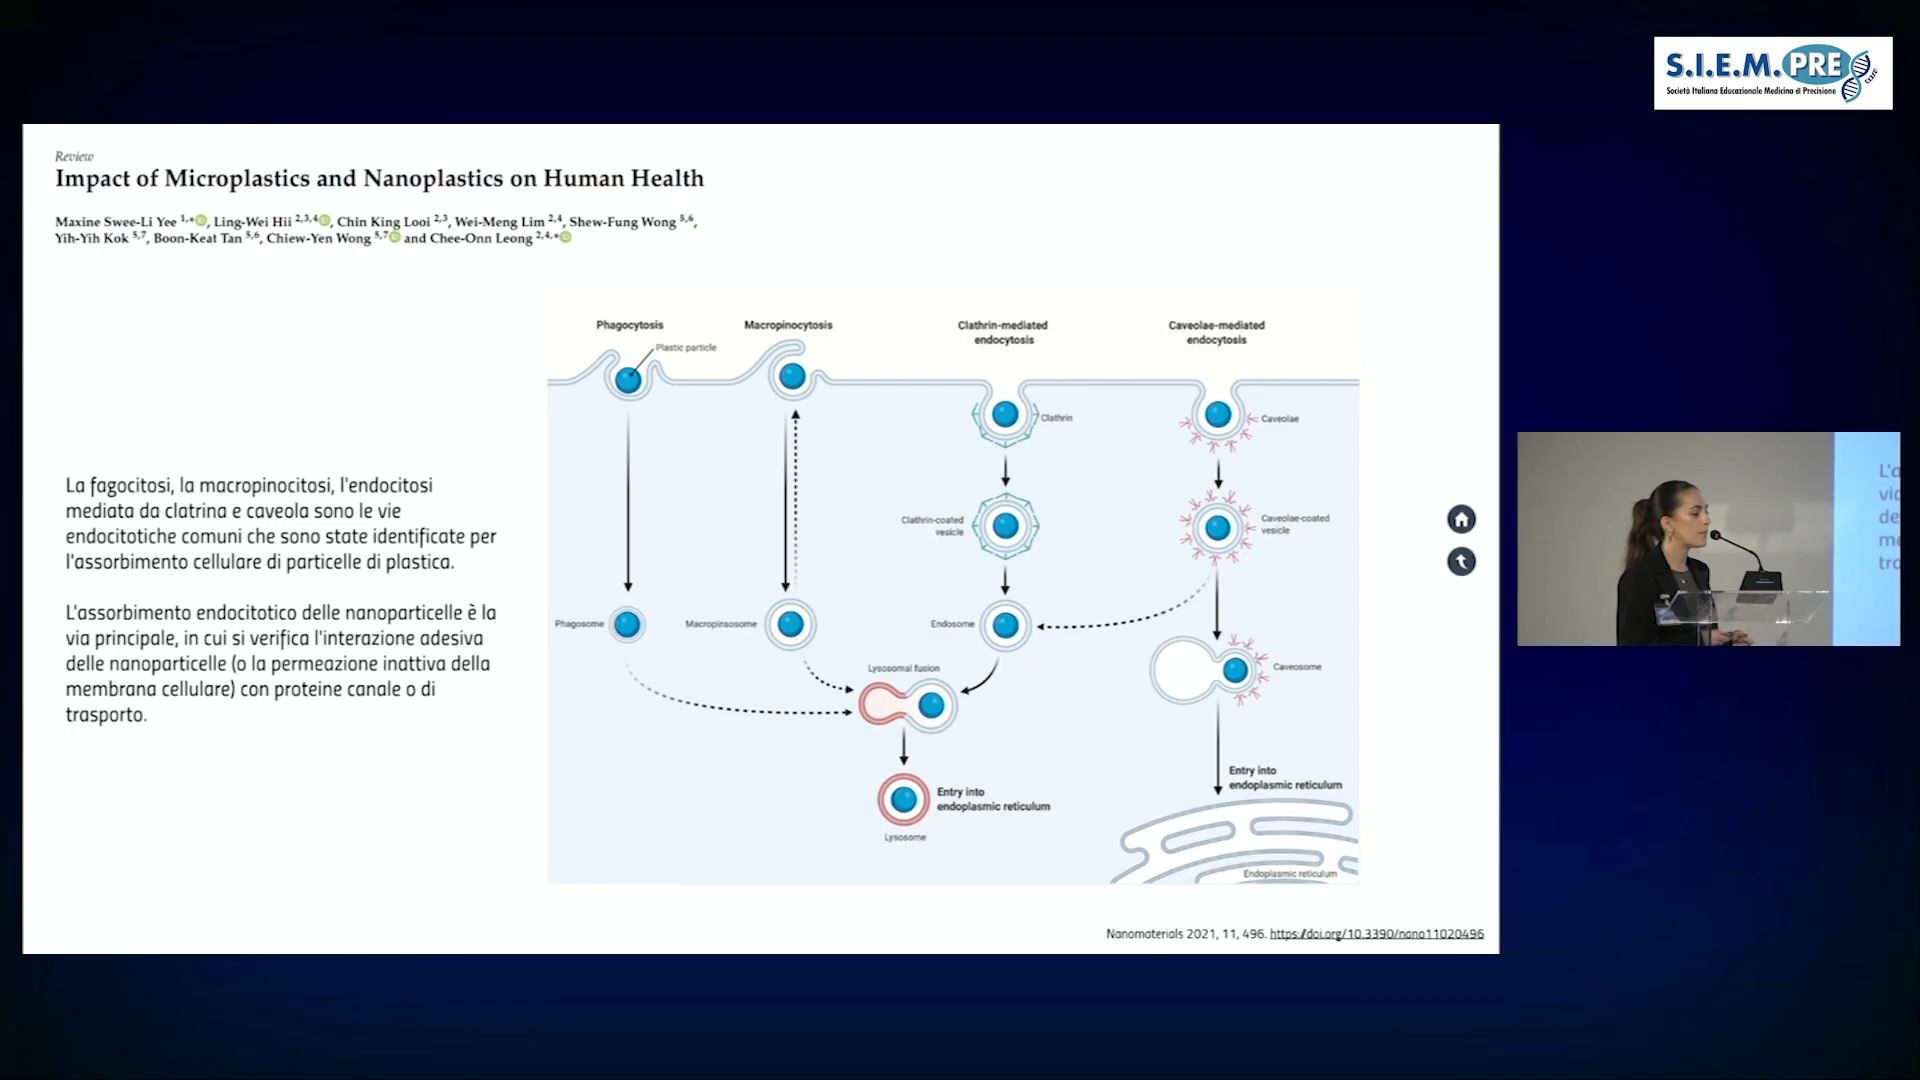 S.I.E.M.PRE
care
Società Italiana Educazionale Medicina di Precisione
Review
Impact of Microplastics and Nanoplastics on Human Health
Maxine Swee-Li Yee 1,*, Ling-Wei Hii 2,3,4, Chin King Looi 2,3, Wei-Meng Lim 2,4, Shew-Fung Wong 5,6,
Yih-Yih Kok 5,7, Boon-Keat Tan 5,6, Chiew-Yen Wong 5,7 and Chee-Onn Leong 2,4,*
La fagocitosi, la macropinocitosi, l'endocitosi
mediata da clatrina e caveola sono le vie
endocitotiche comuni che sono state identificate per
l'assorbimento cellulare di particelle di plastica.
L'assorbimento endocitotico delle nanoparticelle è la
via principale, in cui si verifica l'interazione adesiva
delle nanoparticelle (o la permeazione inattiva della
membrana cellulare) con proteine canale o di
trasporto.
Phagocytosis
Macropinocytosis
Clathrin-mediated
endocytosis
Caveolae-mediated
endocytosis
Plastic particle
Clathrin
Caveolae
Clathrin-coated
vesicle
Caveolae-coated
vesicle
Phagosome
Macropinsosome
Endosome
Lysosomal fusion
Caveosome
Entry into
endoplasmic reticulum
Lysosome
Entry into
endoplasmic reticulum
Endoplasmic reticulum
Nanomaterials 2021, 11, 496. https://doi.org/10.3390/nano11020496
L'a
vic
de
me
tra